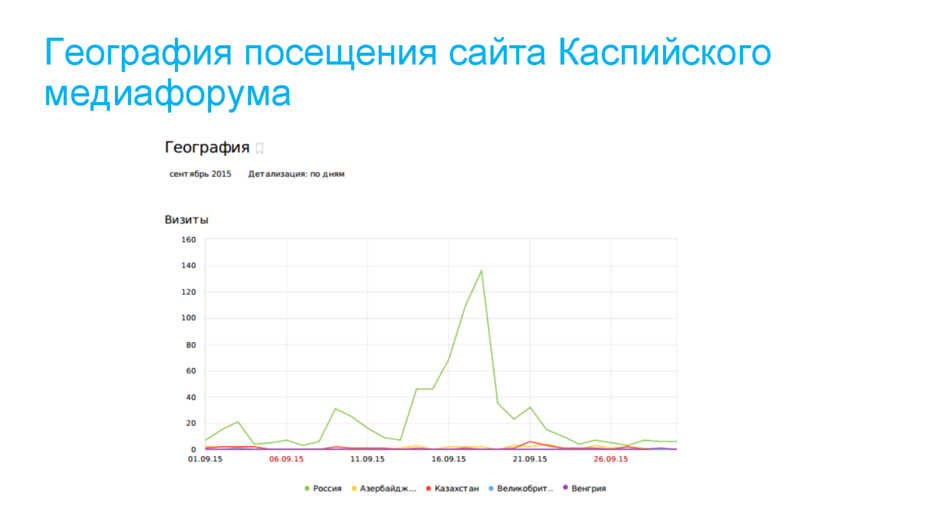 География посещения сайта Каспийского
медиафорума
География
сентябрь 2015 Детализация: по дням
Визиты
160
140
120
100
80
60
40
20
0
01.09.15 06.09.15 11.09.15 16.09.15 21.09.15 26.09.15
Россия Азербайдж... Казахстан Великобрит.. Венгрия